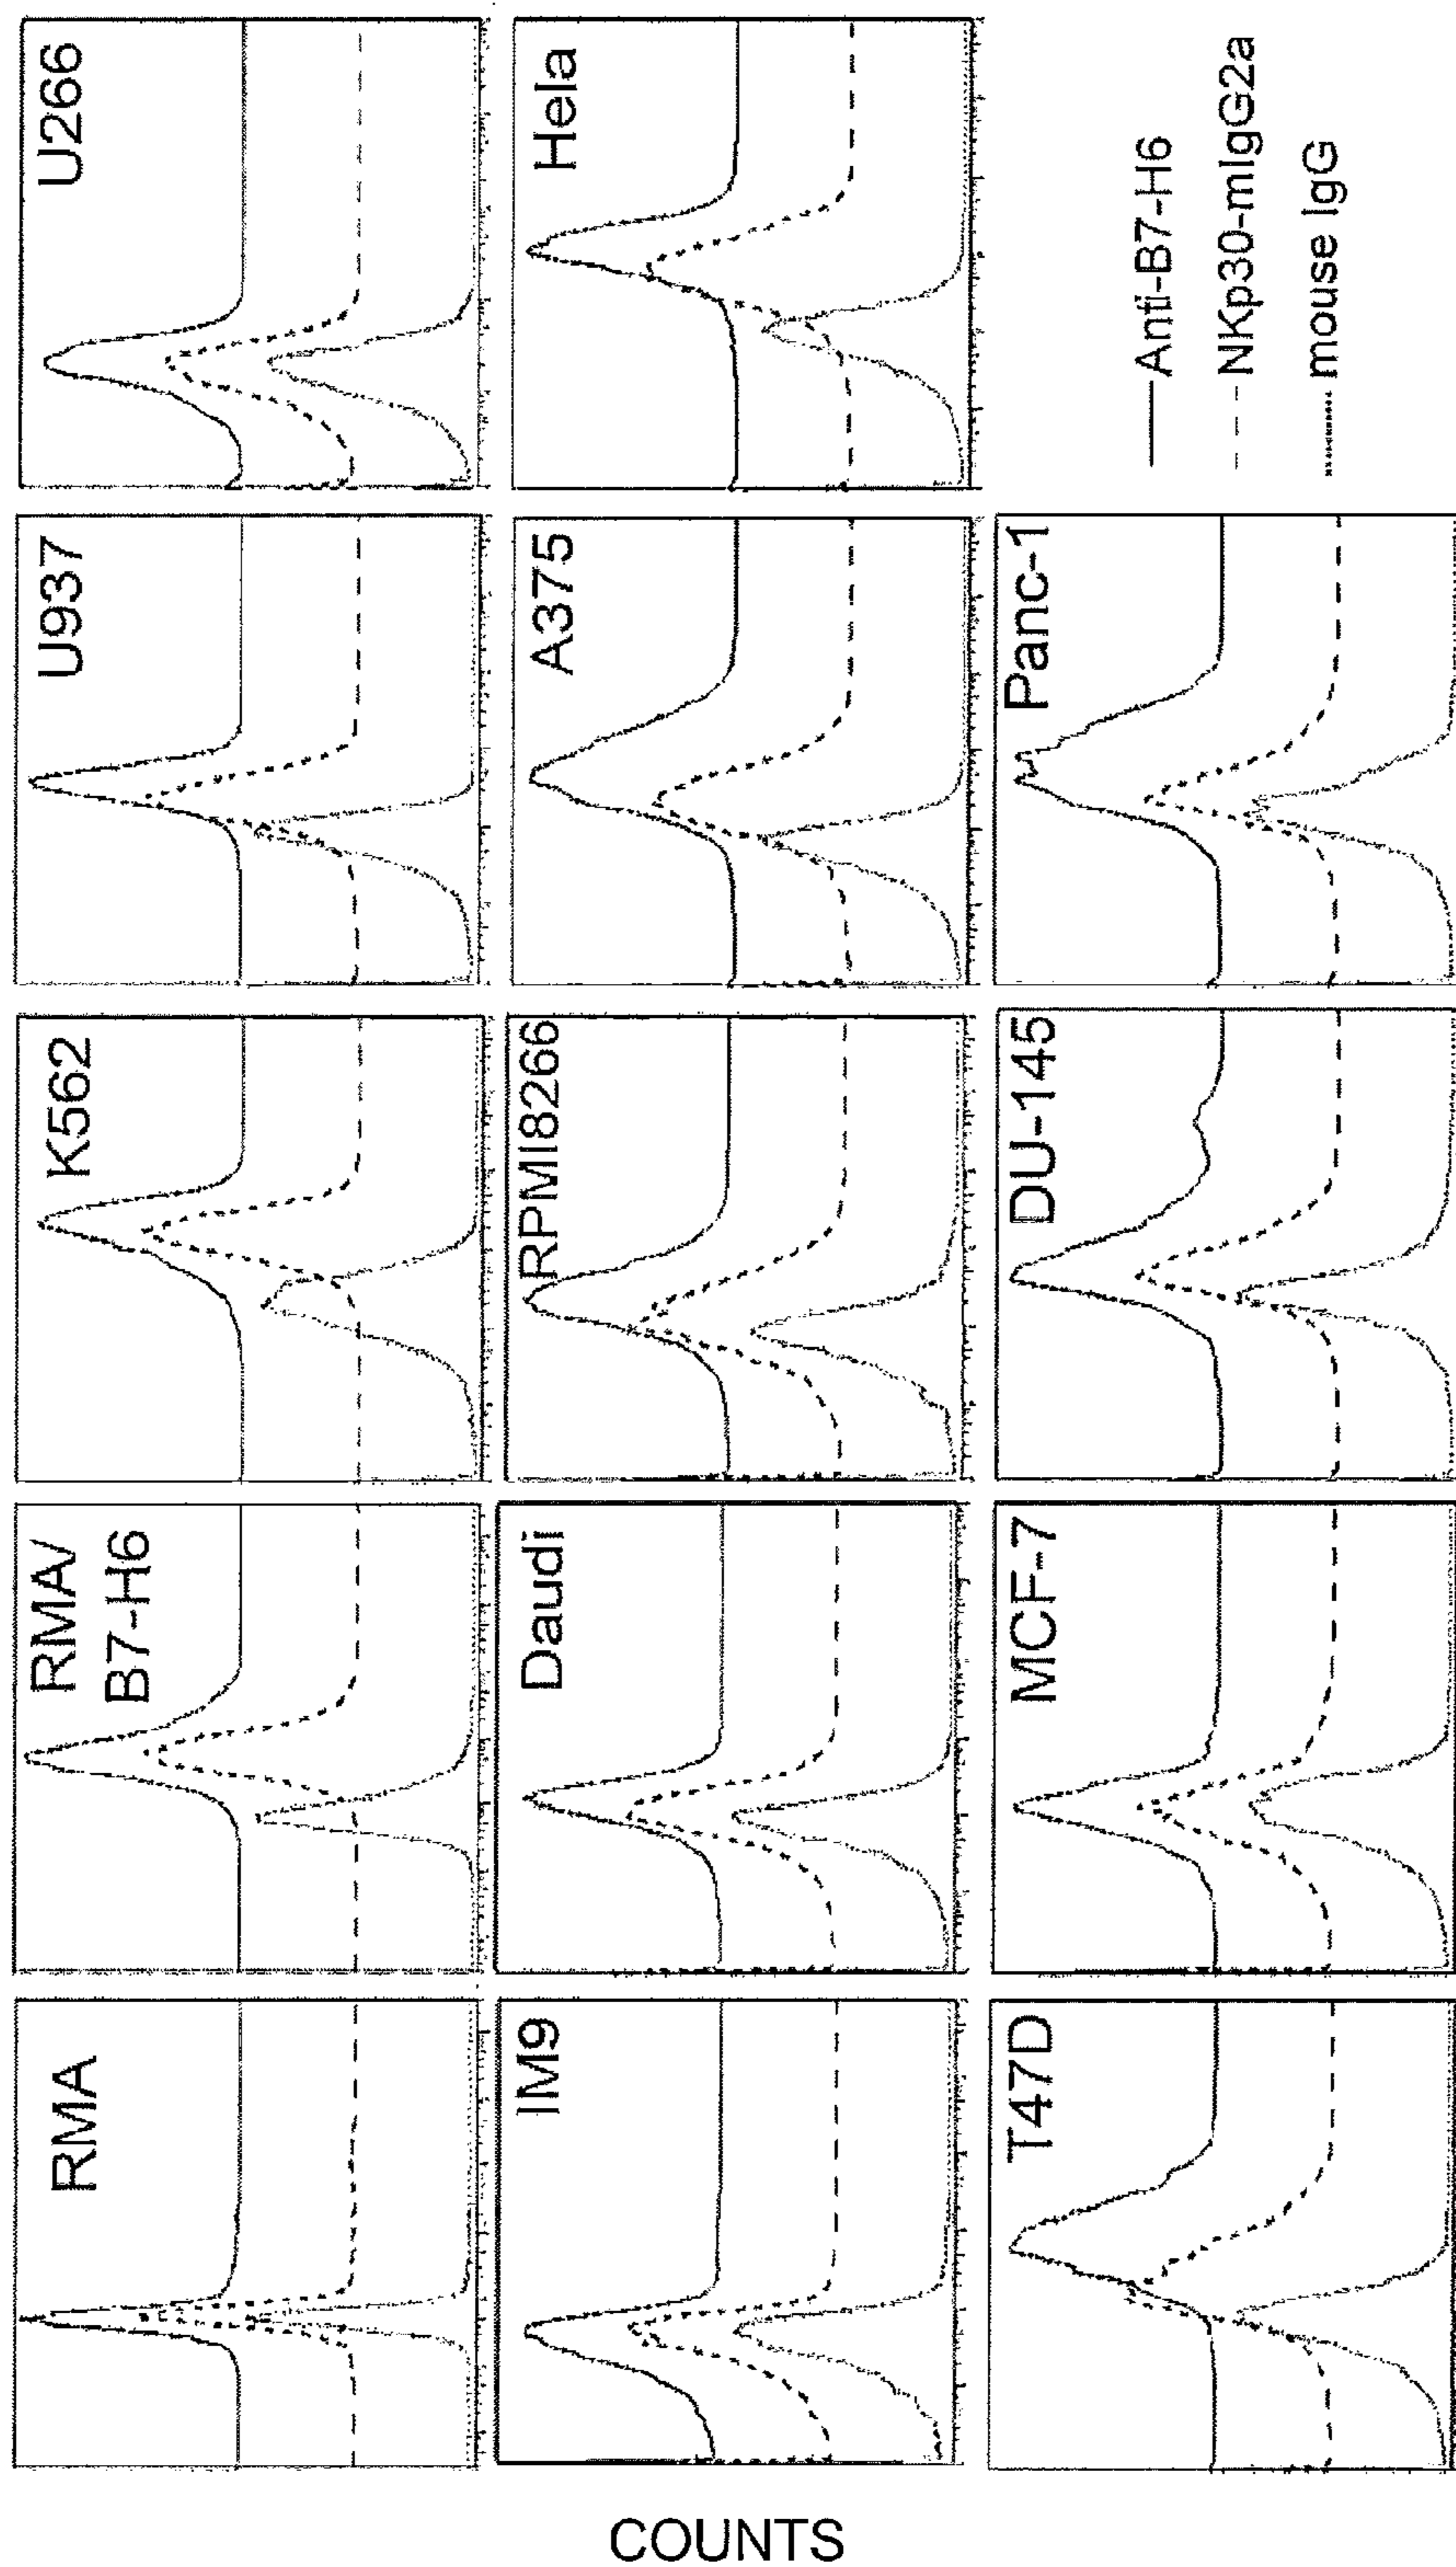 RMA
RMA/
B7-H6
K562
U937
U266
IM9
Daudi
RPMI8266
A375
Hela
T47D
MCF-7
DU-145
Panc-1
Anti-B7-H6
NKp30-mIgG2a
mouse IgG
COUNTS